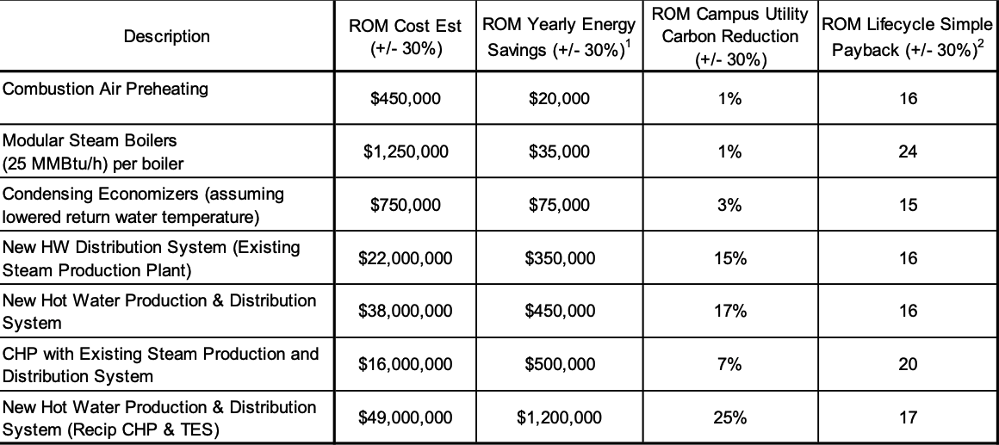 Description
ROM Cost Est
(+/- 30%)
ROM Yearly Energy
Savings (+/- 30%)1
ROM Campus Utility
Carbon Reduction
(+/- 30%)
ROM Lifecycle Simple
Payback (+/- 30%)2
Combustion Air Preheating
$450,000
$20,000
1%
16
Modular Steam Boilers
(25 MMBtu/h) per boiler
$1,250,000
$35,000
1%
24
Condensing Economizers (assuming
lowered return water temperature)
$750,000
$75,000
3%
15
New HW Distribution System (Existing
Steam Production Plant)
$22,000,000
$350,000
15%
16
New Hot Water Production & Distribution
System
$38,000,000
$450,000
17%
16
CHP with Existing Steam Production and
Distribution System
$16,000,000
$500,000
7%
20
New Hot Water Production & Distribution
System (Recip CHP & TES)
$49,000,000
$1,200,000
25%
17